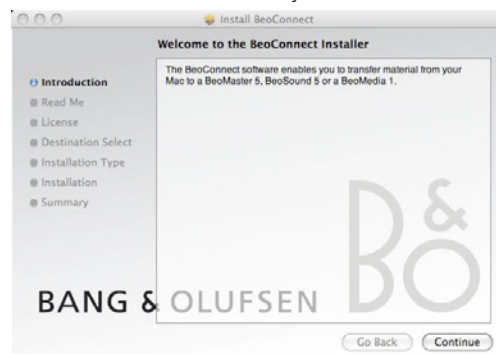 Install BeoConnect
Welcome to the BeoConnect Installer
Introduction
Read Me
License
Destination Select
Installation Type
Installation
Summary
The BeoConnect software enables you to transfer material from your
Mac to a BeoMaster 5, BeoSound 5 or a BeoMedia 1.
B&O
BANG & OLUFSEN
Go Back
Continue